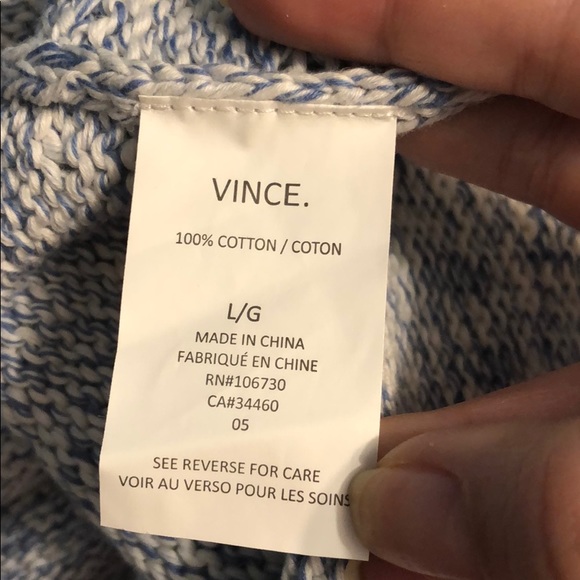 VINCE.
100% COTTON / COTON
L/G
MADE IN CHINA
FABRIQUÉ EN CHINE
RN#106730
CA#34460
05
SEE REVERSE FOR CARE
VOIR AU VERSO POUR LES SOINS